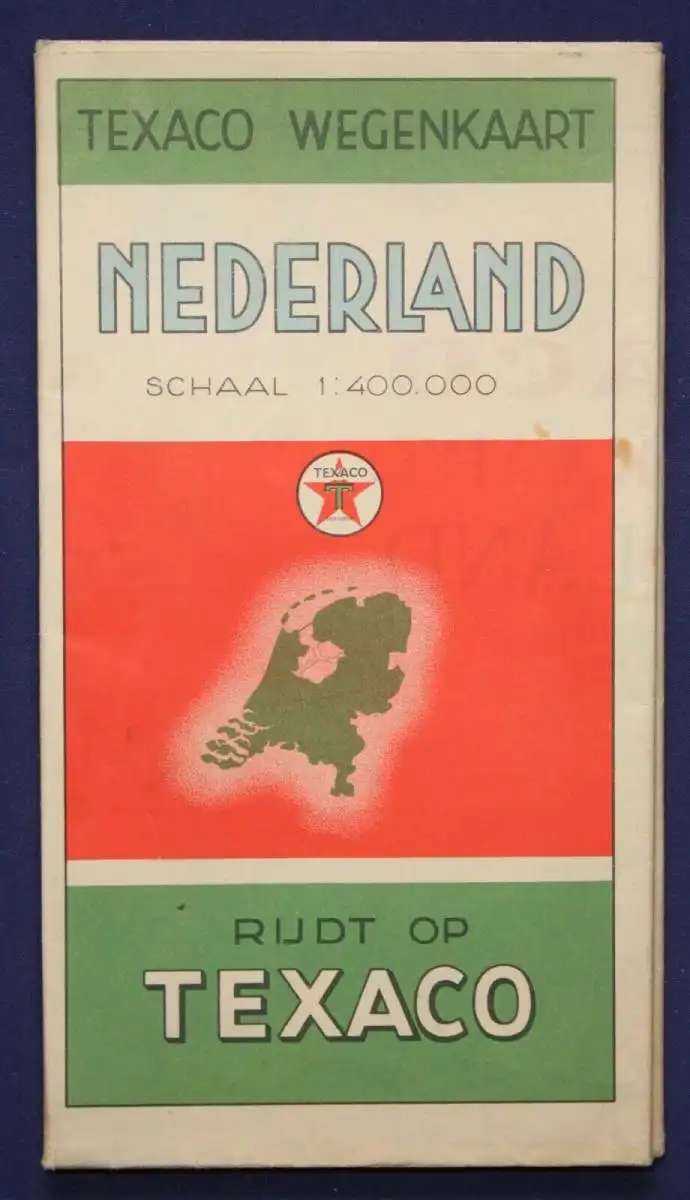 TEXACO WEGENKAART
NEDERLAND
SCHAAL 1:400.000
TEXACO
T
RIJDT OP
TEXACO